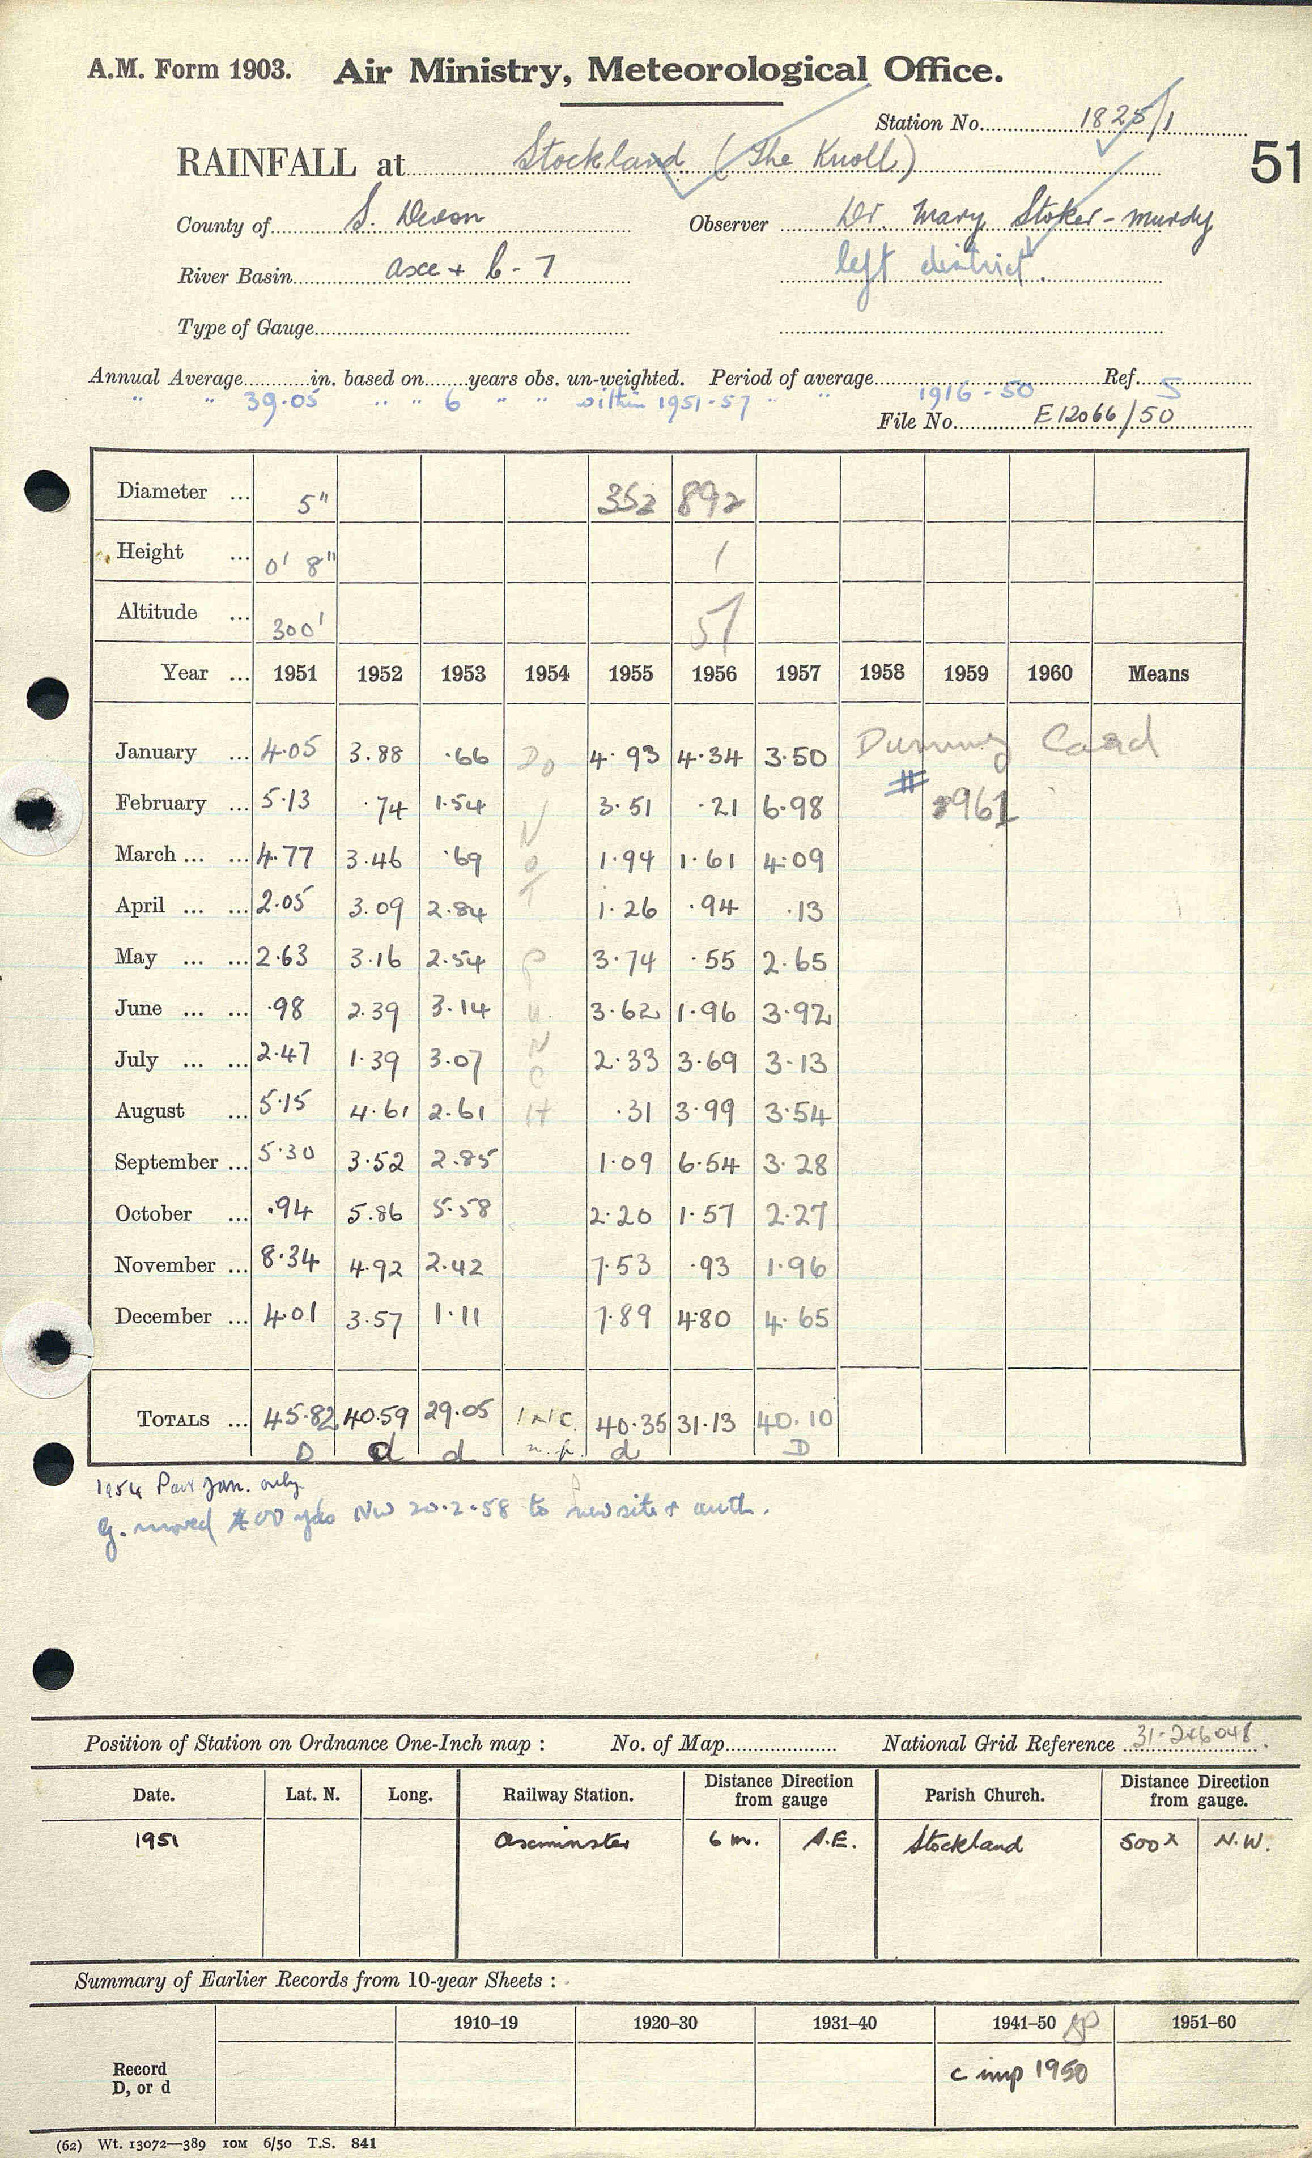 A.M. Form 1903. Air Ministry, Meteorological Office.
Station No. 1825/1
RAINFALL at Stockland (The Knoll)
51
County of S. Devon Observer Dr. Mary Stoker-Murdy
River Basin Axe + 6-7 left district.
Type of Gauge
Annual Average in. based on years obs. un-weighted. Period of average Ref. 5
" " 39.05 " " 6 " " within 1951-57 " " 1916-50
File No. E12066/50
Diameter ... 5" 352 892
Height ... 0' 8" 1
Altitude ... 300' 51
Year ... 1951 1952 1953 1954 1955 1956 1957 1958 1959 1960 Means
January ... 4.05 3.88 .66 DO 4.93 4.34 3.50 Dummy Card
February ... 5.13 .74 1.54 N 3.51 .21 6.98 # 1961
March ... ... 4.77 3.46 .69 O 1.94 1.61 4.09
April ... ... 2.05 3.09 2.84 T 1.26 .94 .13
May ... ... 2.63 3.16 2.54 P 3.74 .55 2.65
June ... ... .98 2.39 3.14 U 3.62 1.96 3.92
July ... ... 2.47 1.39 3.07 N C 2.33 3.69 3.13
August ... 5.15 4.61 2.61 H .31 3.99 3.54
September ... 5.30 3.52 2.85 1.09 6.54 3.28
October ... .94 5.86 5.58 2.20 1.57 2.27
November ... 8.34 4.92 2.42 7.53 .93 1.96
December ... 4.01 3.57 1.11 7.89 4.80 4.65
TOTALS ... 45.82 40.59 29.05 INC. 40.35 31.13 40.10
D d d n.p. d D
1954 Pav Jan. only
G. moved 400 yds NW 20.2.58 to new site & auth.
Position of Station on Ordnance One-Inch map : No. of Map National Grid Reference 31-246048.
Date. Lat. N. Long. Railway Station. Distance Direction from gauge Parish Church. Distance Direction from gauge.
1951 Axminster 6 m. Stockland 500x N.W.
Summary of Earlier Records from 10-year Sheets :
1910–19 1920–30 1931–40 1941–50 1951–60
Record D, or d c imp 1950
(62) Wt. 13072—389 10M 6/50 T.S. 841